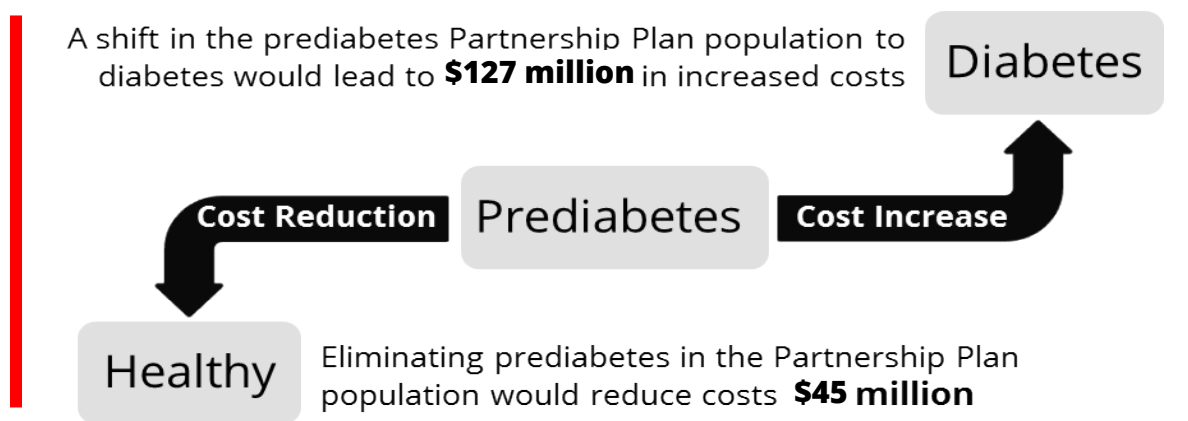 A shift in the prediabetes Partnership Plan population to
diabetes would lead to $127 million in increased costs
Diabetes
Cost Reduction
Prediabetes
Cost Increase
Healthy
Eliminating prediabetes in the Partnership Plan
population would reduce costs $45 million